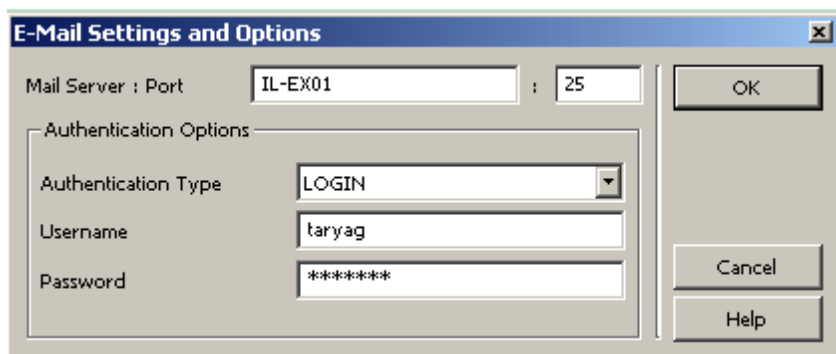 E-Mail Settings and Options
Mail Server : Port IL-EX01 : 25
OK
Authentication Options
Authentication Type LOGIN
Username taryag
Password *******
Cancel
Help